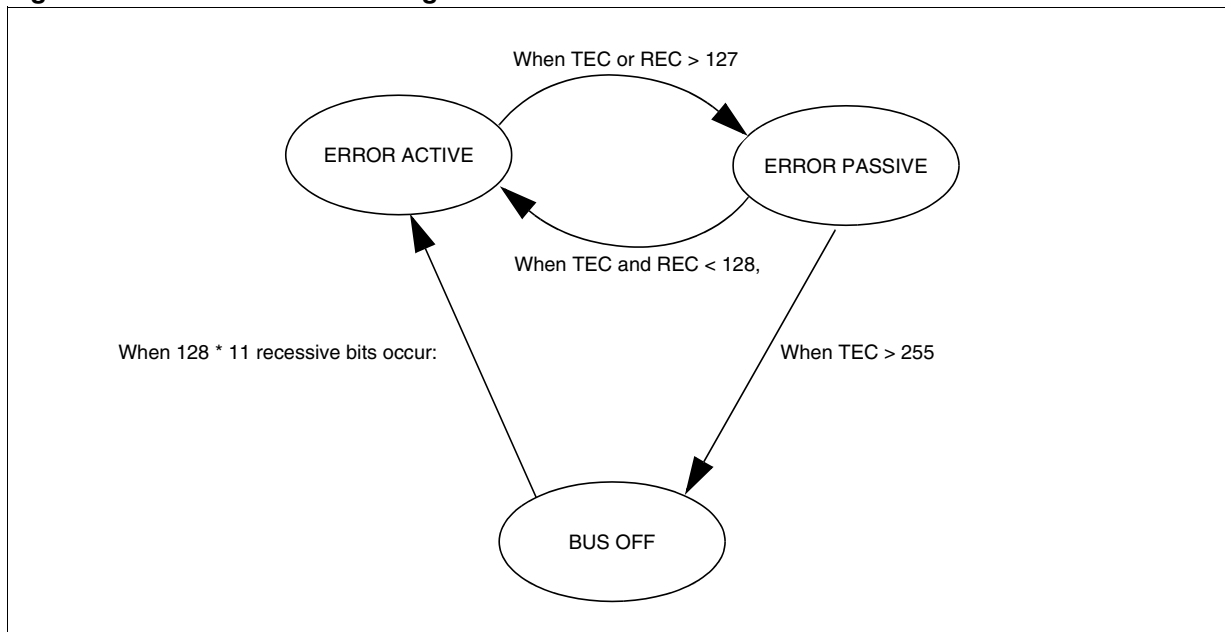 When TEC or REC > 127
ERROR ACTIVE
ERROR PASSIVE
When TEC and REC < 128,
When 128 * 11 recessive bits occur:
When TEC > 255
BUS OFF